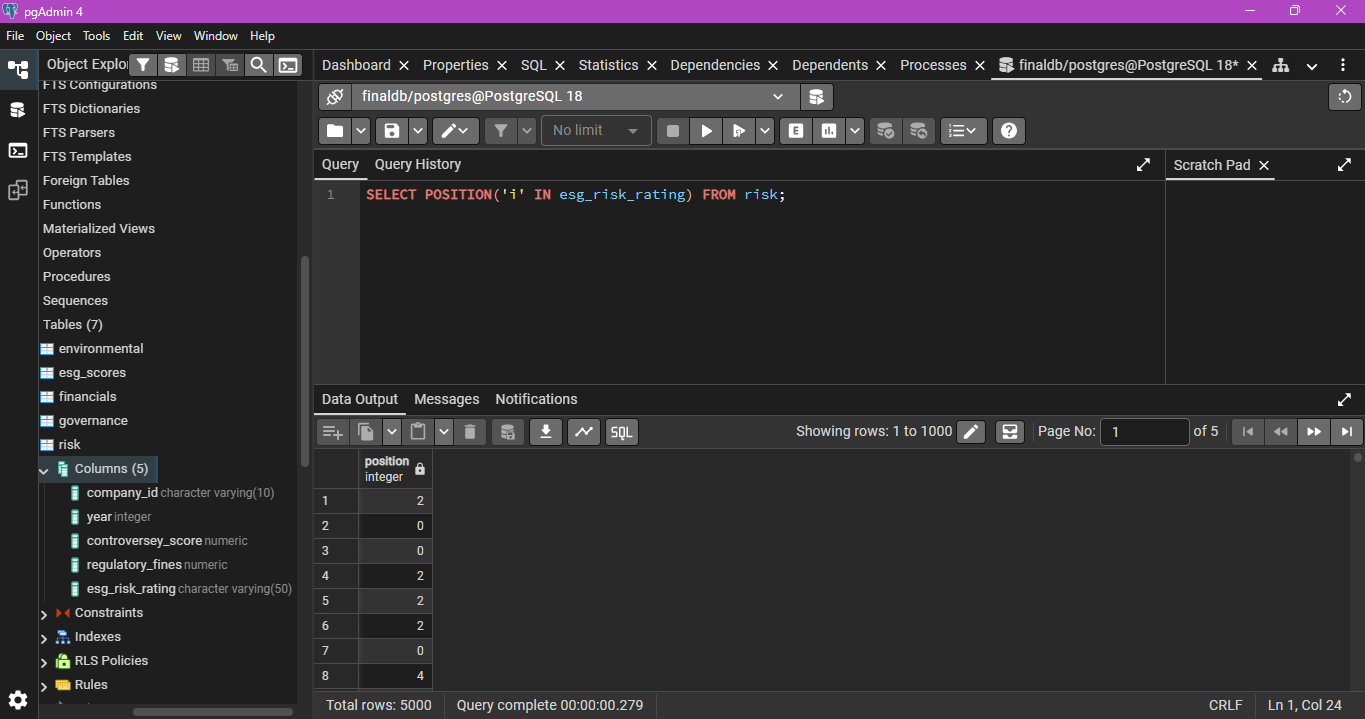 pgAdmin 4
File Object Tools Edit View Window Help
Object Explo
FTS Configurations
FTS Dictionaries
FTS Parsers
FTS Templates
Foreign Tables
Functions
Materialized Views
Operators
Procedures
Sequences
Tables (7)
environmental
esg_scores
financials
governance
risk
Columns (5)
company_id character varying(10)
year integer
controversey_score numeric
regulatory_fines numeric
esg_risk_rating character varying(50)
Constraints
Indexes
RLS Policies
Rules
Dashboard Properties SQL Statistics Dependencies Dependents Processes finaldb/postgres@PostgreSQL 18*
finaldb/postgres@PostgreSQL 18
No limit E
Query Query History
Scratch Pad
1 SELECT POSITION('i' IN esg_risk_rating) FROM risk;
Data Output Messages Notifications
SQL Showing rows: 1 to 1000 Page No: 1 of 5
position
integer
1 2
2 0
3 0
4 2
5 2
6 2
7 0
8 4
Total rows: 5000 Query complete 00:00:00.279 CRLF Ln 1, Col 24